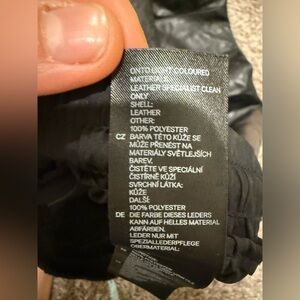 ONTO LIGHT COLOURED
MATERIALS.
LEATHER SPECIALIST CLEAN
ONLY
SHELL:
LEATHER
OTHER:
100% POLYESTER
CZ BARVA TÉTO KŮŽE SE
MŮŽE PŘENÉST NA
MATERIÁLY SVĚTLEJŠÍCH
BAREV.
ČISTĚTE VE SPECIÁLNÍ
ČISTÍRNĚ KŮŽÍ
SVRCHNÍ LÁTKA:
KŮŽE
DALŠÍ:
100% POLYESTER
DE DIE FARBE DIESES LEDERS
KANN AUF HELLES MATERIAL
ABFÄRBEN.
LEDER NUR MIT
SPEZIALLEDERPFLEGE
OBERMATERIAL: